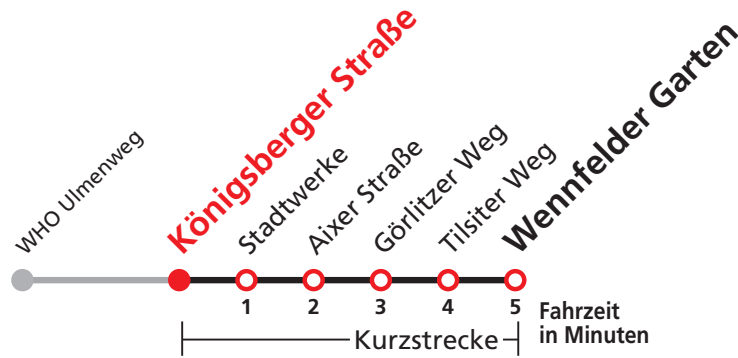 WHO Ulmenweg
Königsberger Straße
Stadtwerke
Aixer Straße
Görlitzer Weg
Tilsiter Weg
Wennfelder Garten
1 2 3 4 5 Fahrzeit
in Minuten
Kurzstrecke